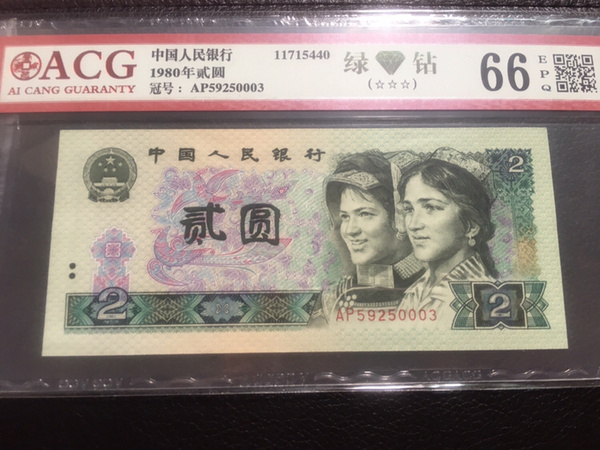 ACG
AI CANG GUARANTY
中国人民银行
1980年贰圆
冠号：AP59250003
11715440
绿 钻
(☆☆☆)
66
EPQ
中国人民银行
2
贰圆
2
AP59250003
2